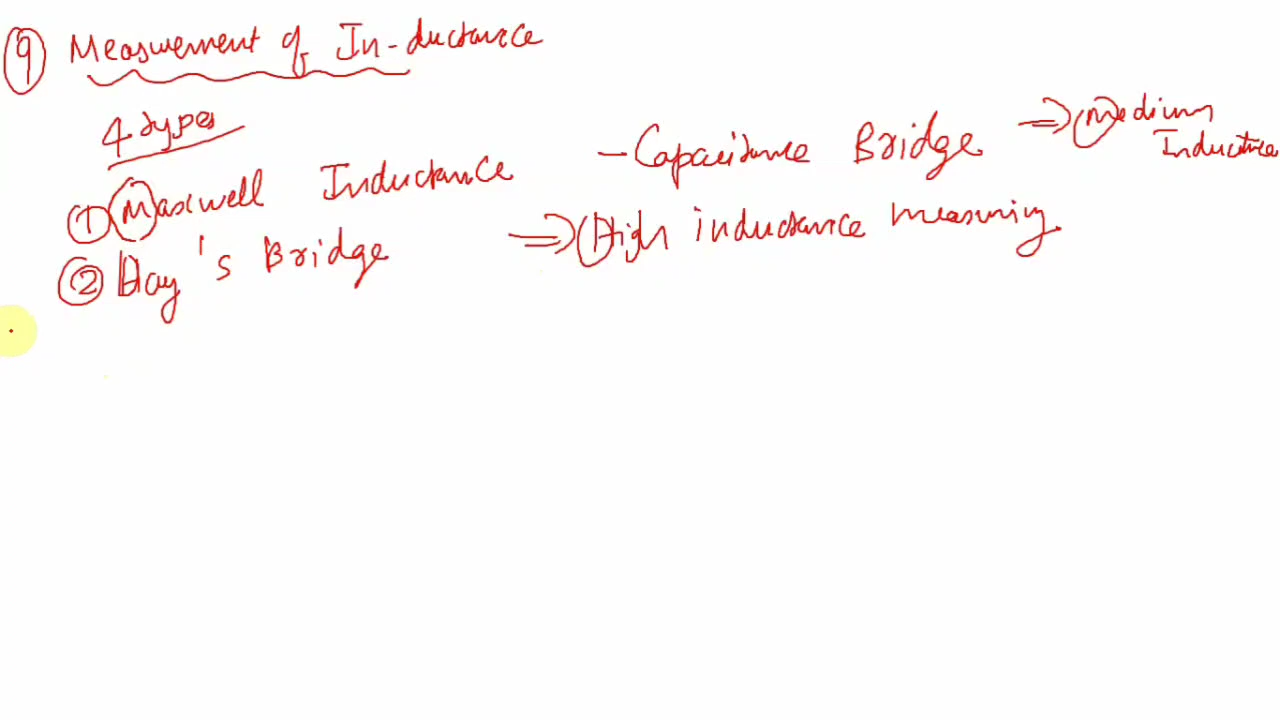 9 Measurement of In-ductance
4 types
1 Maxwell Inductance - Capacitance Bridge ⇒ Medium Inductance
2 Hay's Bridge ⇒ High inductance measuring